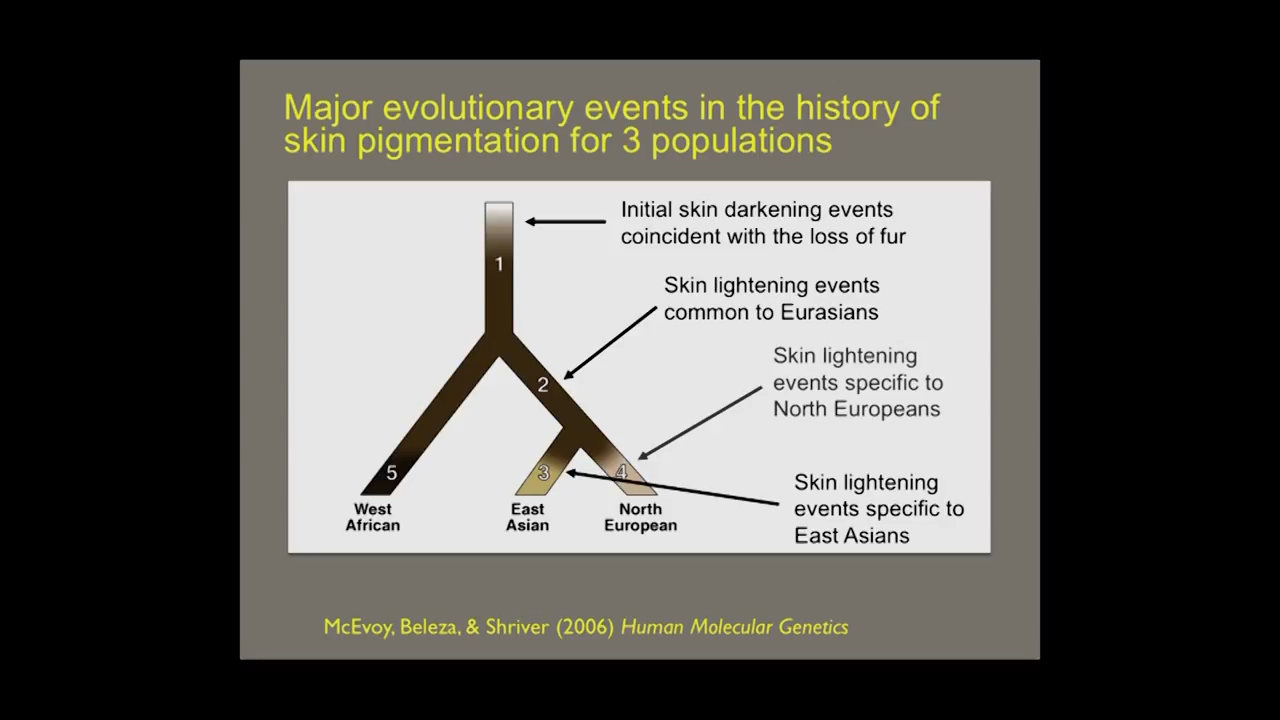 Major evolutionary events in the history of
skin pigmentation for 3 populations
Initial skin darkening events
coincident with the loss of fur
1
Skin lightening events
common to Eurasians
2
Skin lightening
events specific to
North Europeans
5
3
4
Skin lightening
events specific to
East Asians
West
African
East
Asian
North
European
McEvoy, Beleza, & Shriver (2006) Human Molecular Genetics